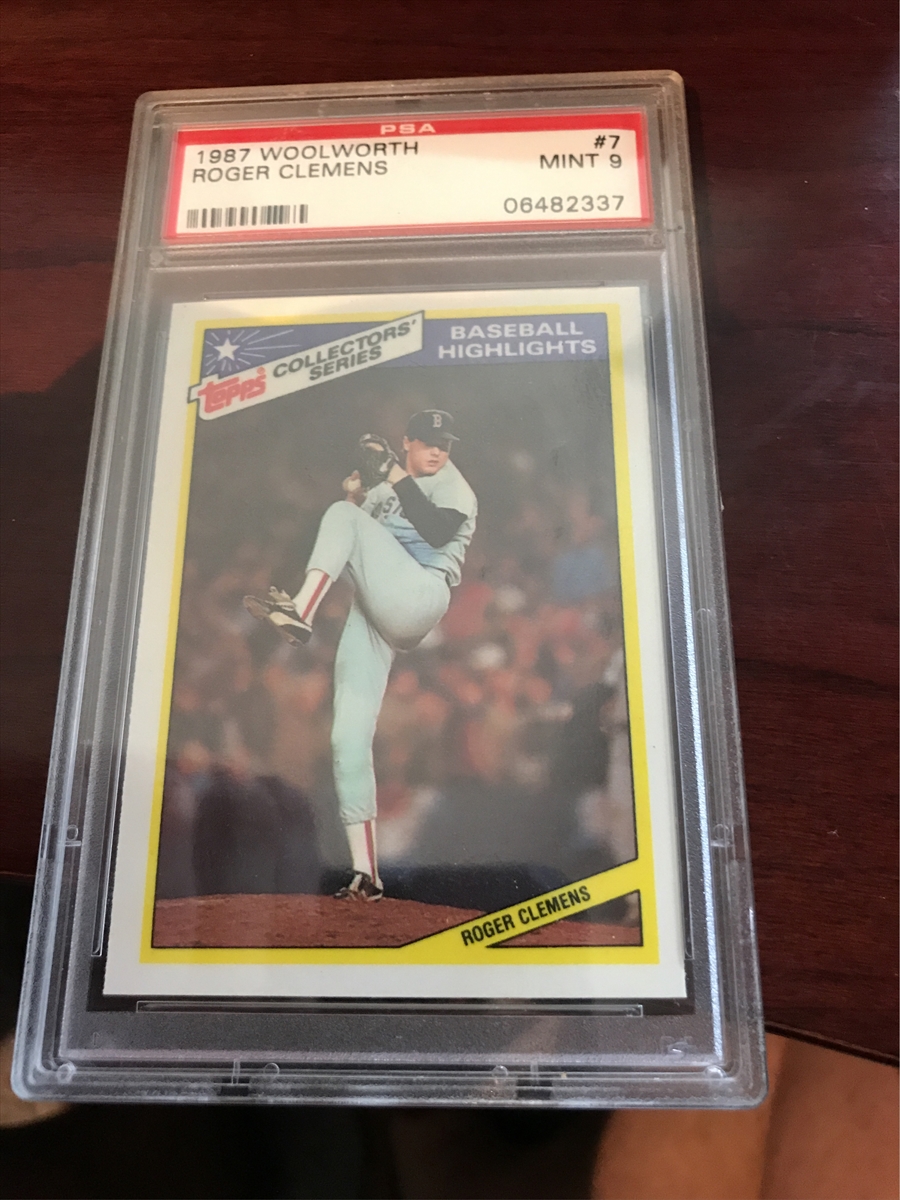 PSA
1987 WOOLWORTH #7
ROGER CLEMENS MINT 9
06482337
Topps COLLECTORS' SERIES
BASEBALL HIGHLIGHTS
B
ROGER CLEMENS